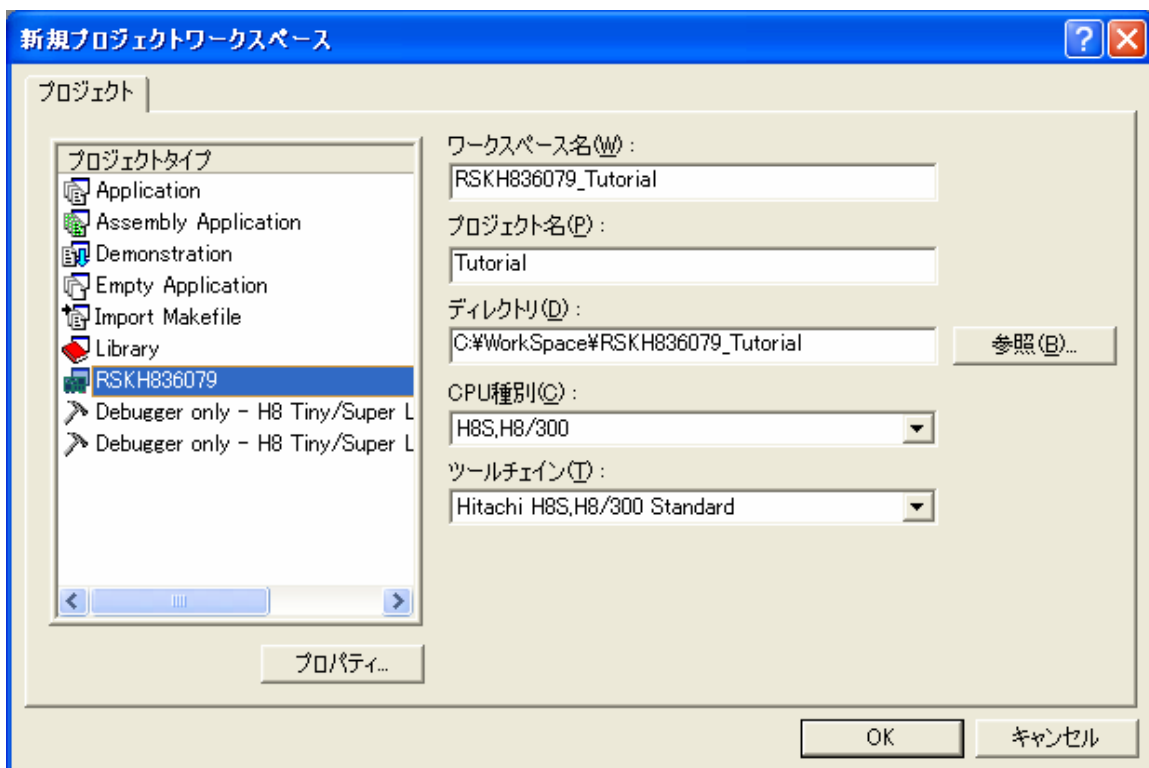 新規プロジェクトワークスペース
プロジェクト
プロジェクトタイプ
Application
Assembly Application
Demonstration
Empty Application
Import Makefile
Library
RSKH836079
Debugger only - H8 Tiny/Super L
Debugger only - H8 Tiny/Super L
プロパティ...
ワークスペース名(W) :
RSKH836079_Tutorial
プロジェクト名(P) :
Tutorial
ディレクトリ(D) :
C:¥WorkSpace¥RSKH836079_Tutorial
参照(B)...
CPU種別(C) :
H8S,H8/300
ツールチェイン(T) :
Hitachi H8S,H8/300 Standard
OK
キャンセル